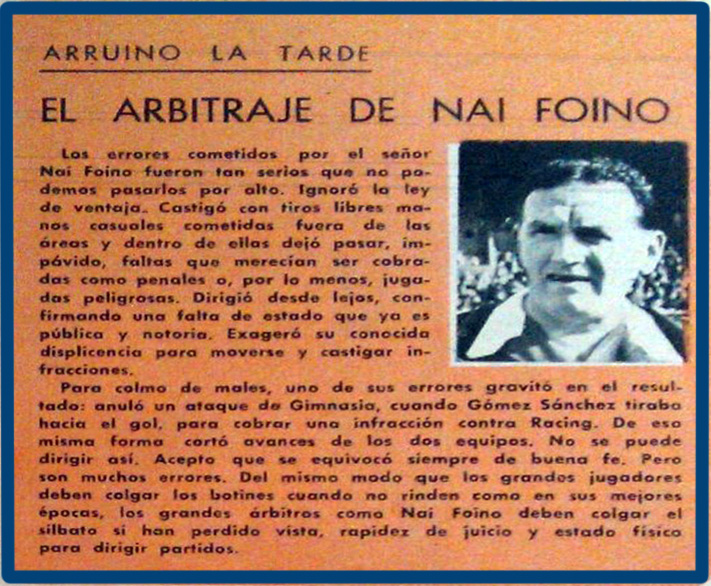 ARRUINO LA TARDE
EL ARBITRAJE DE NAI FOINO
Los errores cometidos por el señor
Nai Foino fueron tan serios que no po-
demos pasarlos por alto. Ignoró la ley
de ventaja. Castigó con tiros libres ma-
nos casuales cometidas fuera de las
áreas y dentro de ellas dejó pasar, im-
pávido, faltas que merecían ser cobra-
das como penales o, por lo menos, juga-
das peligrosas. Dirigió desde lejos, con-
firmando una falta de estado que ya es
pública y notoria. Exageró su conocida
displicencia para moverse y castigar in-
fracciones.
Para colmo de males, uno de sus errores gravitó en el resul-
tado: anuló un ataque de Gimnasia, cuando Gómez Sánchez tiraba
hacia el gol, para cobrar una infracción contra Racing. De esa
misma forma cortó avances de los dos equipos. No se puede
dirigir así. Acepto que se equivocó siempre de buena fe. Pero
son muchos errores. Del mismo modo que los grandes jugadores
deben colgar los botines cuando no rinden como en sus mejores
épocas, los grandes árbitros como Nai Foino deben colgar el
silbato si han perdido vista, rapidez de juicio y estado físico
para dirigir partidos.